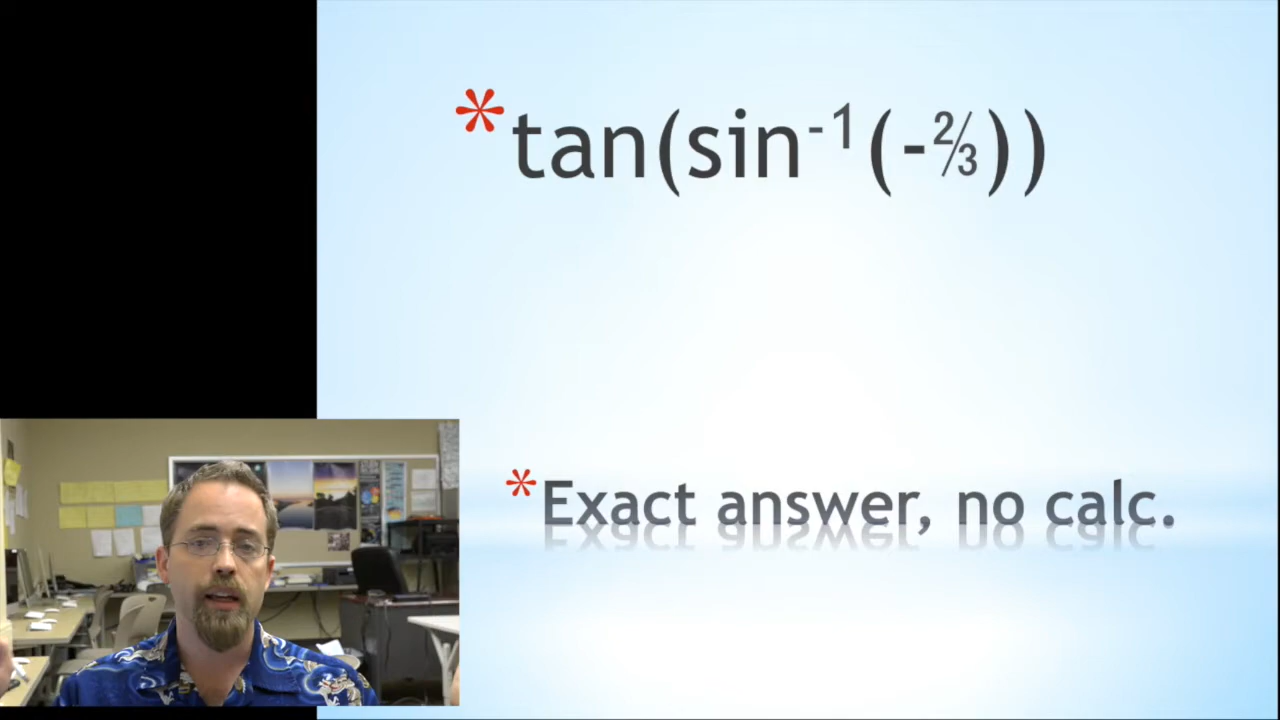 *tan(sin⁻¹(-⅔))
*Exact answer, no calc.